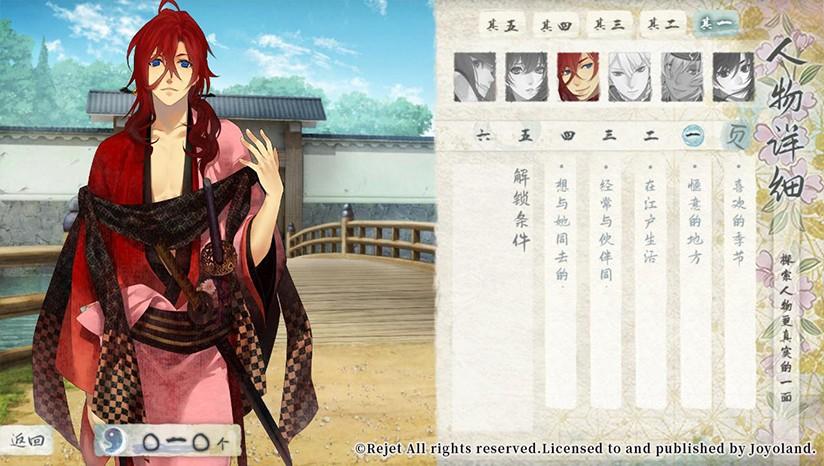 人物详细
探索人物更真实的一面
其一
其二
其三
其四
其五
页
一
二
三
四
五
六
• 喜欢的季节
• 惬意的地方
• 在江户生活
• 经常与伙伴同
• 想与她同去的
解锁条件
返回
〇一〇个
©Rejet All rights reserved.Licensed to and published by Joyoland.